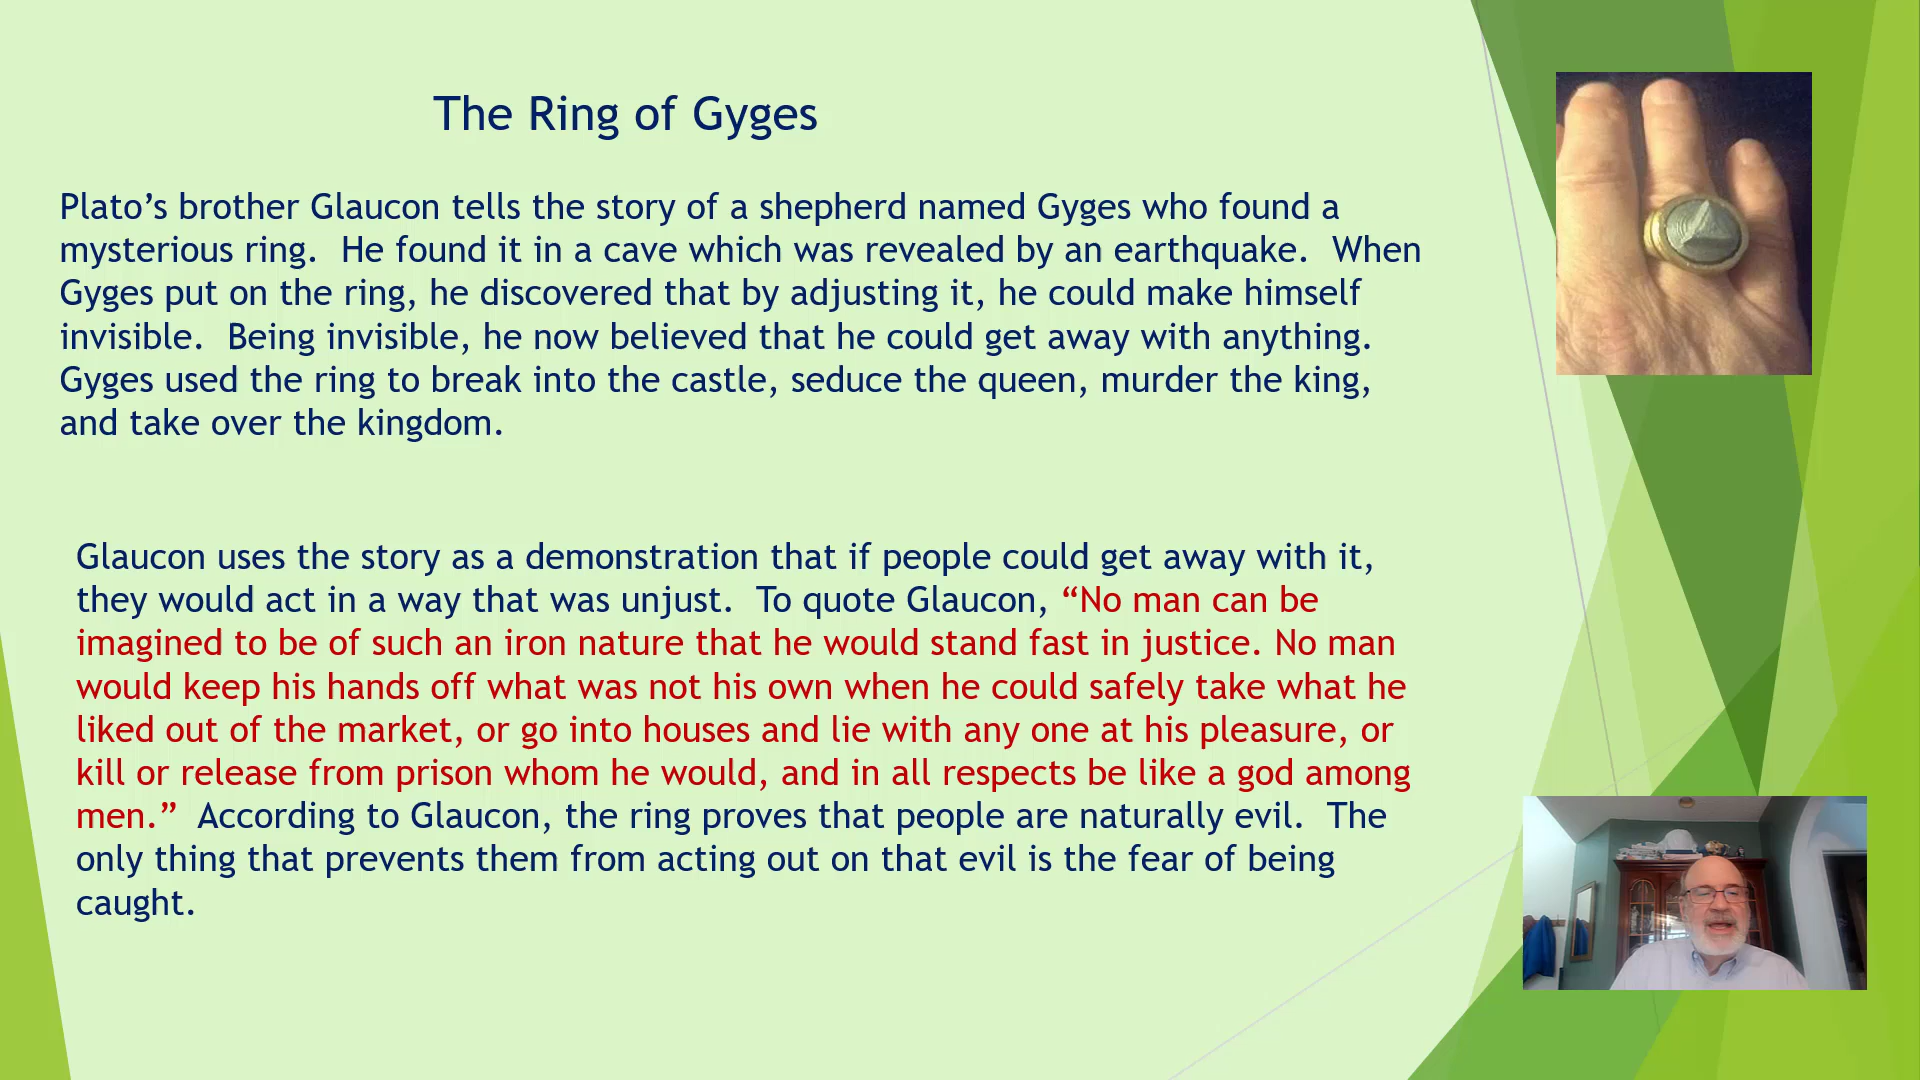 The Ring of Gyges
Plato’s brother Glaucon tells the story of a shepherd named Gyges who found a
mysterious ring.  He found it in a cave which was revealed by an earthquake.  When
Gyges put on the ring, he discovered that by adjusting it, he could make himself
invisible.  Being invisible, he now believed that he could get away with anything.
Gyges used the ring to break into the castle, seduce the queen, murder the king,
and take over the kingdom.
Glaucon uses the story as a demonstration that if people could get away with it,
they would act in a way that was unjust.  To quote Glaucon, “No man can be
imagined to be of such an iron nature that he would stand fast in justice. No man
would keep his hands off what was not his own when he could safely take what he
liked out of the market, or go into houses and lie with any one at his pleasure, or
kill or release from prison whom he would, and in all respects be like a god among
men.”  According to Glaucon, the ring proves that people are naturally evil.  The
only thing that prevents them from acting out on that evil is the fear of being
caught.